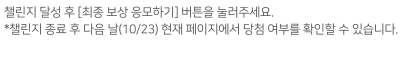 챌린지 달성 후 [최종 보상 응모하기] 버튼을 눌러주세요.
*챌린지 종료 후 다음 날(10/23) 현재 페이지에서 당첨 여부를 확인할 수 있습니다.